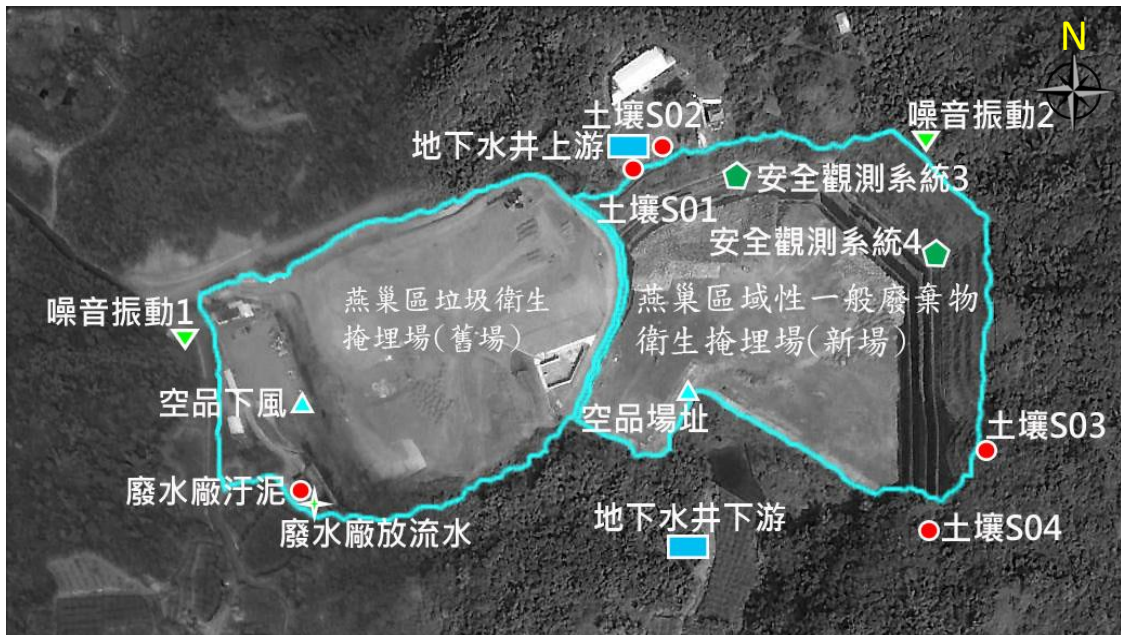 N
土壤S02
噪音振動2
地下水井上游
安全觀測系統3
土壤S01
安全觀測系統4
燕巢區垃圾衛生
掩埋場(舊場)
燕巢區域性一般廢棄物
衛生掩埋場(新場)
噪音振動1
空品下風
空品場址
土壤S03
廢水廠汙泥
廢水廠放流水
地下水井下游
土壤S04